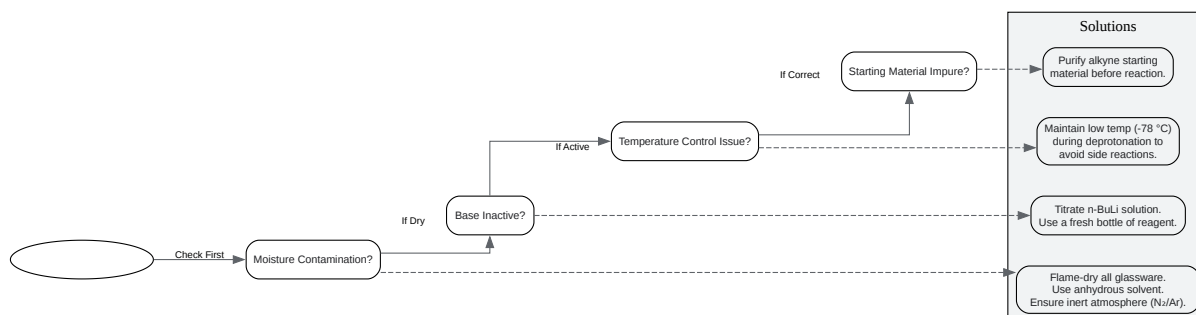 Solutions
Purify alkyne starting
material before reaction.
If Correct
Starting Material Impure?
Maintain low temp (-78 °C)
during deprotonation to
avoid side reactions.
If Active
Temperature Control Issue?
Titrate n-BuLi solution.
Use a fresh bottle of reagent.
If Dry
Base Inactive?
Check First
Moisture Contamination?
Flame-dry all glassware.
Use anhydrous solvent.
Ensure inert atmosphere (N₂/Ar).